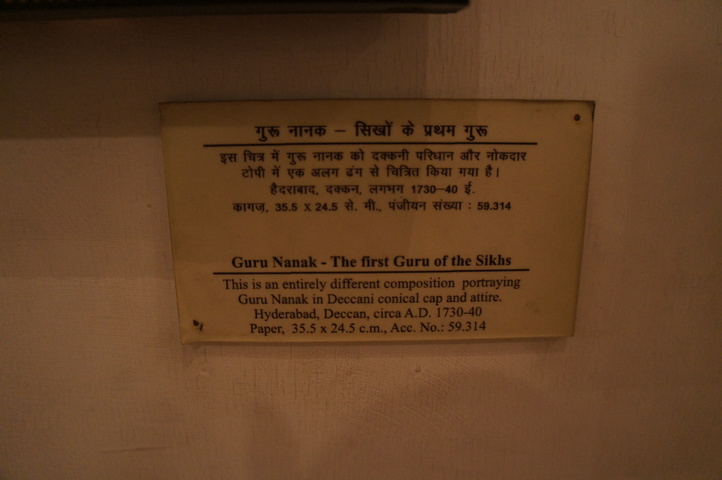 गुरू नानक – सिखों के प्रथम गुरू
इस चित्र में गुरू नानक को दक्कनी परिधान और नोकदार
टोपी में एक अलग ढंग से चित्रित किया गया है।
हैदराबाद, दक्कन, लगभग 1730–40 ई.
कागज़, 35.5 x 24.5 से. मी., पंजीयन संख्या : 59.314
Guru Nanak - The first Guru of the Sikhs
This is an entirely different composition portraying
Guru Nanak in Deccani conical cap and attire.
Hyderabad, Deccan, circa A.D. 1730-40
Paper, 35.5 x 24.5 c.m., Acc. No.: 59.314